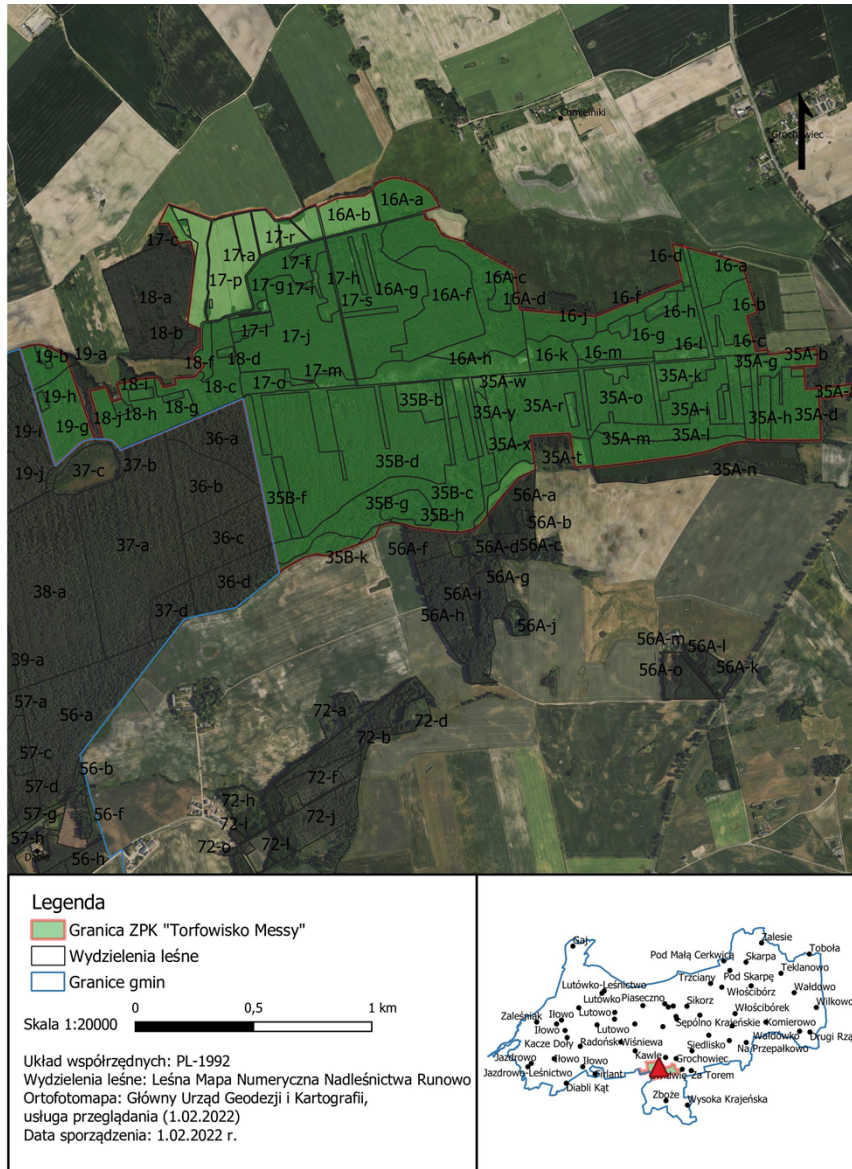 Chmielniki
Grochowiec
16A-a
16A-b
17-c
17-r
17-a
17-f
17-p
17-g
17-i
17-h
17-s
16A-g
16A-f
16A-c
16A-d
16-d
16-a
16-f
16-b
16-h
16-j
16-g
18-a
18-b
17-l
17-j
16-c
16-l
19-b
19-a
18-f
18-d
16A-h
16-k
16-m
35A-b
35A-g
19-h
18-i
18-c
17-o
17-m
35A-w
35A-k
19-g
18-j
18-h
18-g
35B-b
35A-y
35A-r
35A-o
35A-i
35A-h
35A-d
19-i
36-a
35A-x
35A-m
35A-l
19-j
37-c
37-b
35B-d
35A-t
35A-n
36-b
35B-f
35B-g
35B-c
35B-h
56A-a
56A-b
37-a
36-c
35B-k
56A-f
56A-d
56A-c
38-a
36-d
56A-i
56A-g
56A-h
37-d
56A-j
39-a
56A-m
56A-l
56A-o
56A-k
57-a
56-a
72-a
72-d
72-b
57-c
56-b
57-d
72-f
57-g
56-f
72-h
72-j
57-h
72-i
Dąbie
56-h
72-o
72-l
Legenda
Granica ZPK "Torfowisko Messy"
Wydzielenia leśne
Granice gmin
0 0,5 1 km
Skala 1:20000
Układ współrzędnych: PL-1992
Wydzielenia leśne: Leśna Mapa Numeryczna Nadleśnictwa Runowo
Ortofotomapa: Główny Urząd Geodezji i Kartografii,
usługa przeglądania (1.02.2022)
Data sporządzenia: 1.02.2022 r.
Gaj
Zalesie
Pod Małą Cerkwicą
Skarpa
Toboła
Trzciany
Pod Skarpę
Teklanowo
Lutówko-Leśnictwo
Lutówko
Piaseczno
Sikorz
Włościbórz
Wałdowo
Zaleśniak
Iłowo
Lutowo
Włościbórek
Wilkowo
Iłowo
Lutowo
Sępólno Krajeńskie
Komierowo
Kacze Doły
Radońsk
Wiśniewa
Siedlisko
Wałdówko
Drugi Rzą
Jazdrowo
Iłowo
Iłowo
Kawle
Grochowiec
Na Przepałkowo
Jazdrowo-Leśnictwo
Za Torem
Diabli Kąt
Zboże
Wysoka Krajeńska